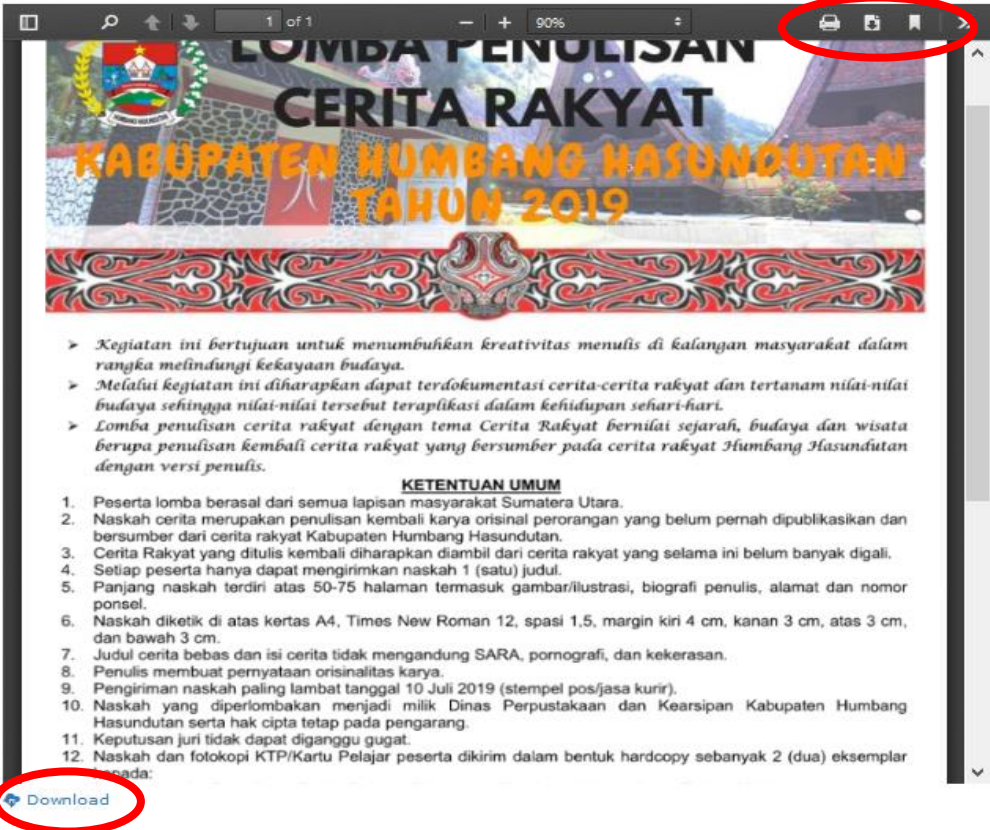 1 of 1
90%
LOMBA PENULISAN
CERITA RAKYAT
KABUPATEN HUMBANG HASUNDUTAN
TAHUN 2019
Kegiatan ini bertujuan untuk menumbuhkan kreativitas menulis di kalangan masyarakat dalam
rangka melindungi kekayaan budaya.
Melalui kegiatan ini diharapkan dapat terdokumentasi cerita-cerita rakyat dan tertanam nilai-nilai
budaya sehingga nilai-nilai tersebut teraplikasi dalam kehidupan sehari-hari.
Lomba penulisan cerita rakyat dengan tema Cerita Rakyat bernilai sejarah, budaya dan wisata
berupa penulisan kembali cerita rakyat yang bersumber pada cerita rakyat Humbang Hasundutan
dengan versi penulis.
KETENTUAN UMUM
1. Peserta lomba berasal dari semua lapisan masyarakat Sumatera Utara.
2. Naskah cerita merupakan penulisan kembali karya orisinal perorangan yang belum pernah dipublikasikan dan
bersumber dari cerita rakyat Kabupaten Humbang Hasundutan.
3. Cerita Rakyat yang ditulis kembali diharapkan diambil dari cerita rakyat yang selama ini belum banyak digali.
4. Setiap peserta hanya dapat mengirimkan naskah 1 (satu) judul.
5. Panjang naskah terdiri atas 50-75 halaman termasuk gambar/ilustrasi, biografi penulis, alamat dan nomor
ponsel.
6. Naskah diketik di atas kertas A4, Times New Roman 12, spasi 1,5, margin kiri 4 cm, kanan 3 cm, atas 3 cm,
dan bawah 3 cm.
7. Judul cerita bebas dan isi cerita tidak mengandung SARA, pornografi, dan kekerasan.
8. Penulis membuat pernyataan orisinalitas karya.
9. Pengiriman naskah paling lambat tanggal 10 Juli 2019 (stempel pos/jasa kurir).
10. Naskah yang diperlombakan menjadi milik Dinas Perpustakaan dan Kearsipan Kabupaten Humbang
Hasundutan serta hak cipta tetap pada pengarang.
11. Keputusan juri tidak dapat diganggu gugat.
12. Naskah dan fotokopi KTP/Kartu Pelajar peserta dikirim dalam bentuk hardcopy sebanyak 2 (dua) eksemplar
kepada:
Download